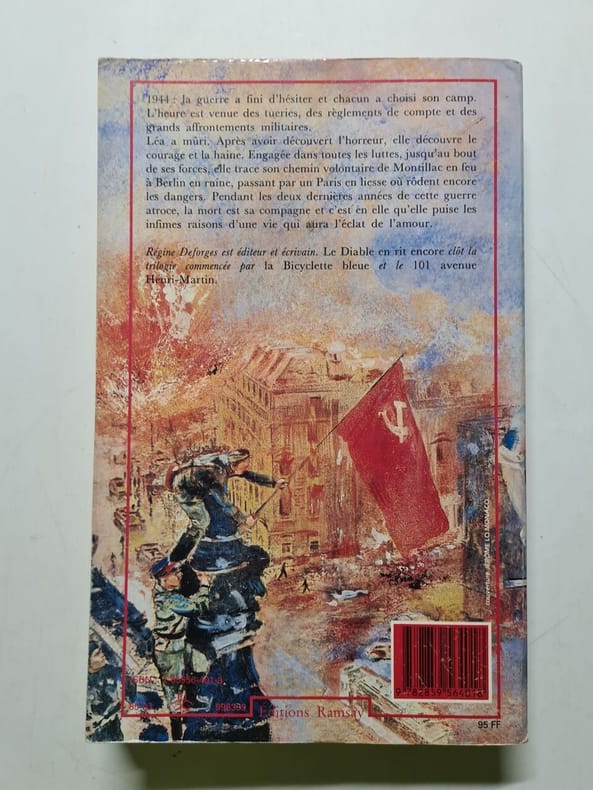 1944 : la guerre a fini d'hésiter et chacun a choisi son camp.
L'heure est venue des tueries, des règlements de compte et des
grands affrontements militaires.
Léa a mûri. Après avoir découvert l'horreur, elle découvre le
courage et la haine. Engagée dans toutes les luttes, jusqu'au bout
de ses forces, elle trace son chemin volontaire de Montillac en feu
à Berlin en ruine, passant par un Paris en liesse où rôdent encore
les dangers. Pendant les deux dernières années de cette guerre
atroce, la mort est sa compagne et c'est en elle qu'elle puise les
infimes raisons d'une vie qui aura l'éclat de l'amour.
Régine Deforges est éditeur et écrivain. Le Diable en rit encore clôt la
trilogie commencée par la Bicyclette bleue et le 101 avenue
Henri-Martin.
JEROME LO MONACO
ISBN
Editions Ramsay
95 FF